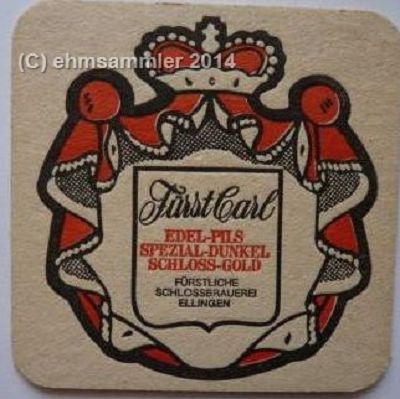 (C) ehmsammler 2014
Fürst Carl
EDEL-PILS
SPEZIAL-DUNKEL
SCHLOSS-GOLD
FÜRSTLICHE
SCHLOSSBRAUEREI
ELLINGEN